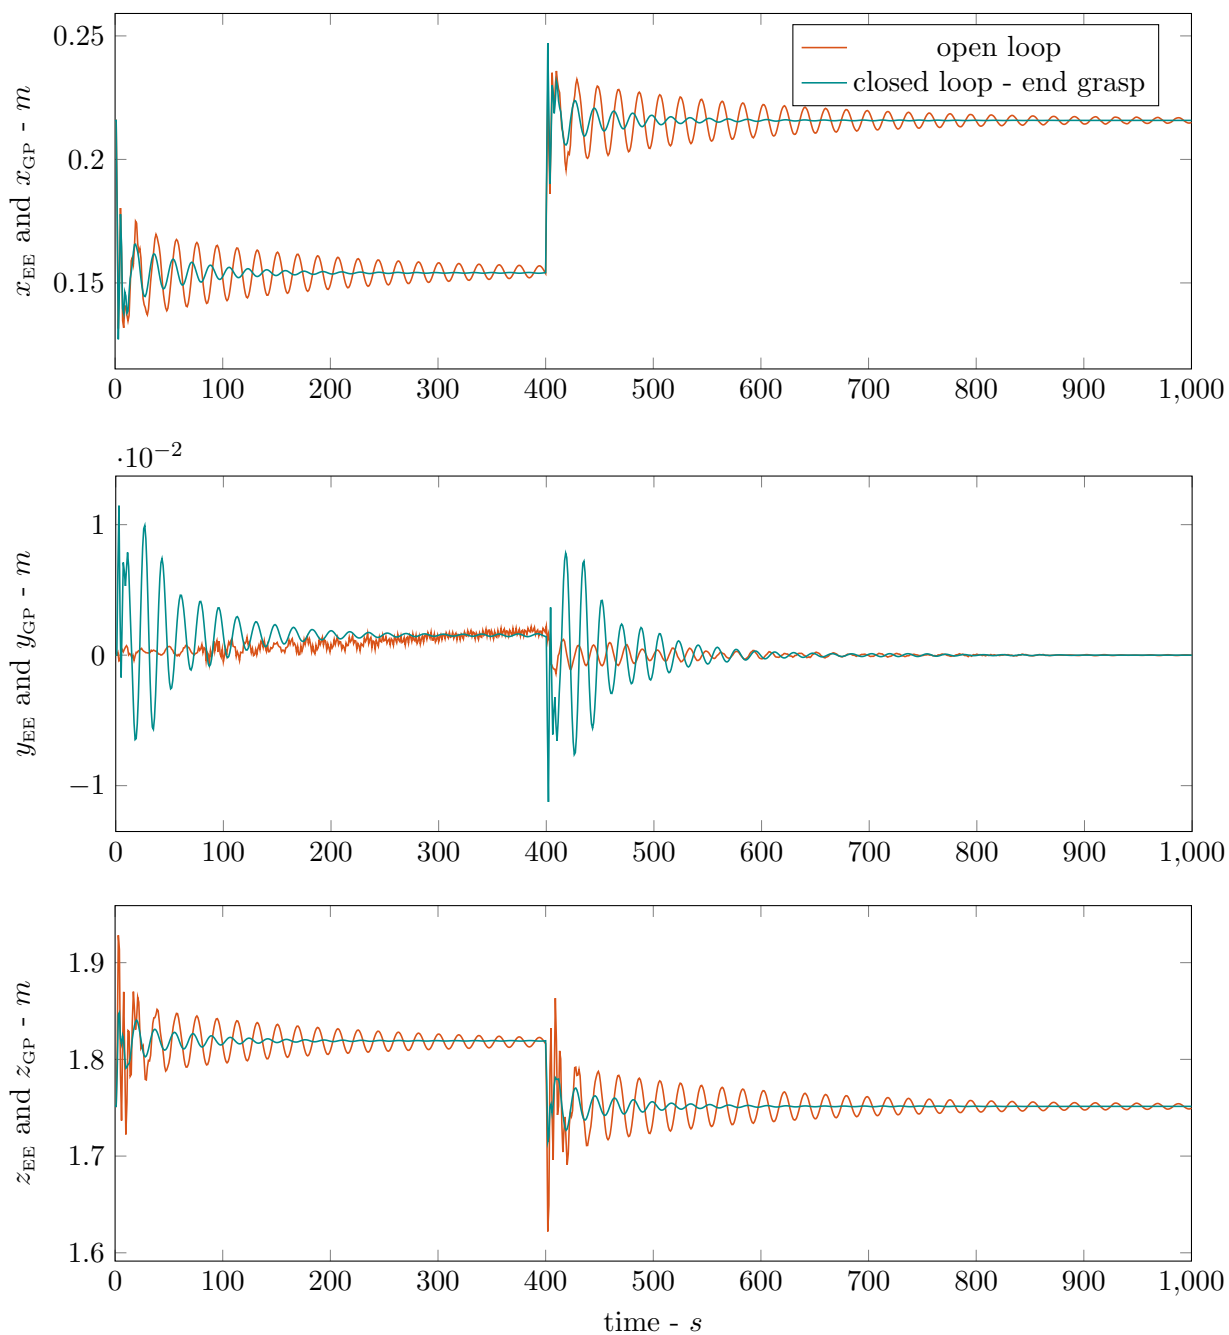 0.25
0.2
0.15
x_EE and x_GP - m
open loop
closed loop - end grasp
0 100 200 300 400 500 600 700 800 900 1,000
·10⁻²
1
0
−1
y_EE and y_GP - m
0 100 200 300 400 500 600 700 800 900 1,000
1.9
1.8
1.7
1.6
z_EE and z_GP - m
0 100 200 300 400 500 600 700 800 900 1,000
time - s